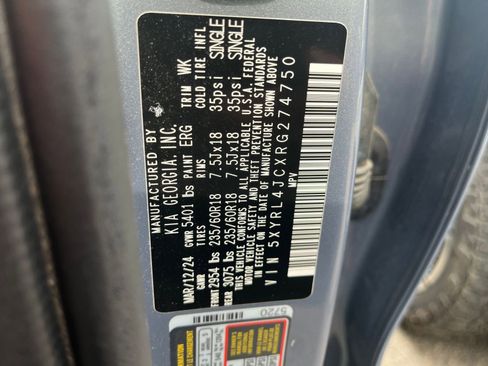 MANUFACTURED BY
KIA GEORGIA, INC.
MAR/12/24 GVWR 5401 lbs PAINT ERG TRIM WK
GAWR RIMS COLD TIRE INFL
FRONT 2954 lbs 235/60R18 7.5JX18 35psi SINGLE
REAR 3075 lbs 235/60R18 7.5JX18 35psi SINGLE
THIS VEHICLE CONFORMS TO ALL APPLICABLE U.S.A. FEDERAL
MOTOR VEHICLE SAFETY AND THEFT PREVENTION STANDARDS
IN EFFECT ON THE DATE OF MANUFACTURE SHOWN ABOVE
VIN 5XYRL4JCXRG274750
MPV
5720